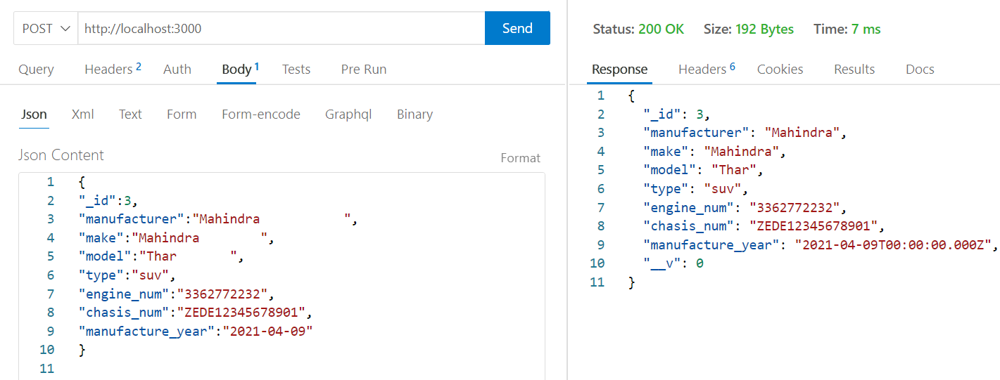 POST http://localhost:3000 Send
Query Headers 2 Auth Body 1 Tests Pre Run
Json Xml Text Form Form-encode Graphql Binary
Json Content Format
1 {
2 "_id":3,
3 "manufacturer":"Mahindra           ",
4 "make":"Mahindra        ",
5 "model":"Thar       ",
6 "type":"suv",
7 "engine_num":"3362772232",
8 "chasis_num":"ZEDE12345678901",
9 "manufacture_year":"2021-04-09"
10 }
11
Status: 200 OK Size: 192 Bytes Time: 7 ms
Response Headers 6 Cookies Results Docs
1 {
2 "_id": 3,
3 "manufacturer": "Mahindra",
4 "make": "Mahindra",
5 "model": "Thar",
6 "type": "suv",
7 "engine_num": "3362772232",
8 "chasis_num": "ZEDE12345678901",
9 "manufacture_year": "2021-04-09T00:00:00.000Z",
10 "__v": 0
11 }